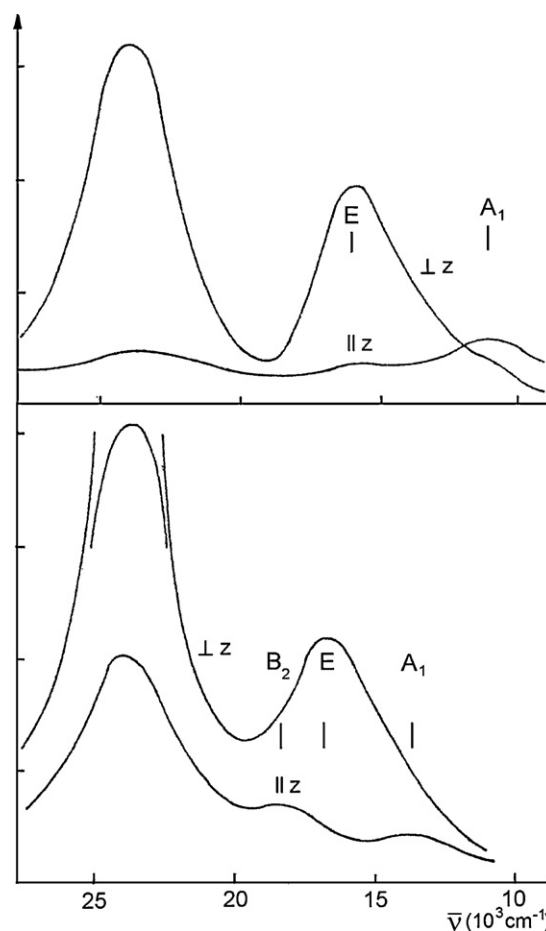 E
A₁
⊥ z
ǁ z
⊥ z
B₂
E
A₁
ǁ z
25 20 15 10
ν̅ (10³cm⁻¹